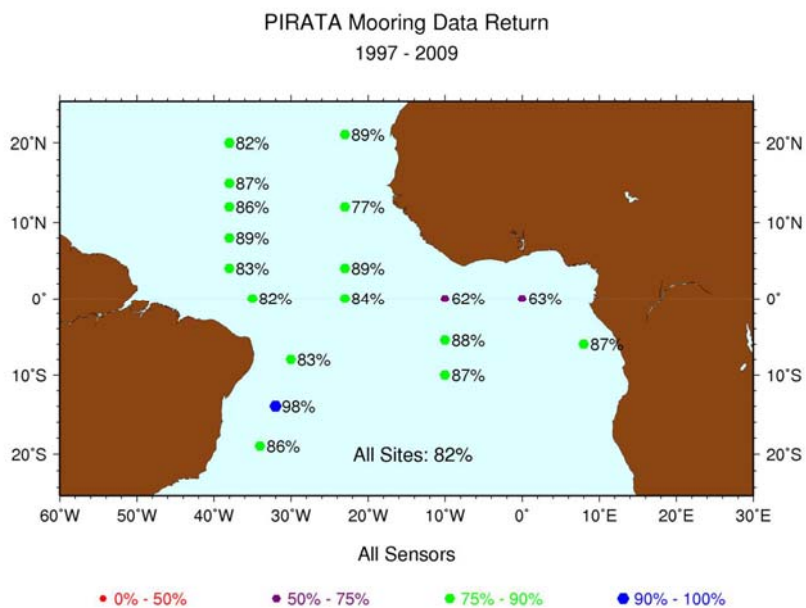 PIRATA Mooring Data Return
1997 - 2009
20°N 82% 89% 20°N
87%
86% 77%
10°N 10°N
89%
83% 89%
0° 82% 84% 62% 63% 0°
88% 87%
83%
10°S 87% 10°S
98%
86% All Sites: 82%
20°S 20°S
60°W 50°W 40°W 30°W 20°W 10°W 0° 10°E 20°E 30°E
All Sensors
0% - 50% 50% - 75% 75% - 90% 90% - 100%